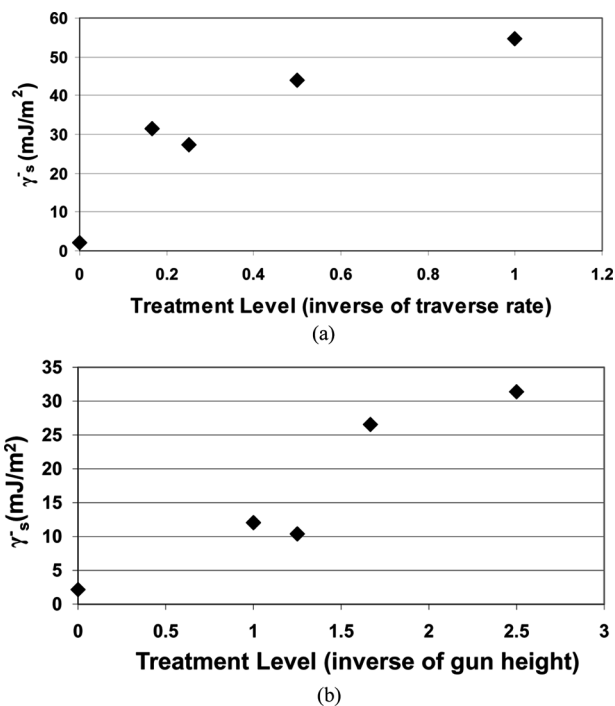 60
50
40
30
20
10
0
γ⁻s (mJ/m²)
0 0.2 0.4 0.6 0.8 1 1.2
Treatment Level (inverse of traverse rate)
(a)
35
30
25
20
15
10
5
0
γ⁻s (mJ/m²)
0 0.5 1 1.5 2 2.5 3
Treatment Level (inverse of gun height)
(b)